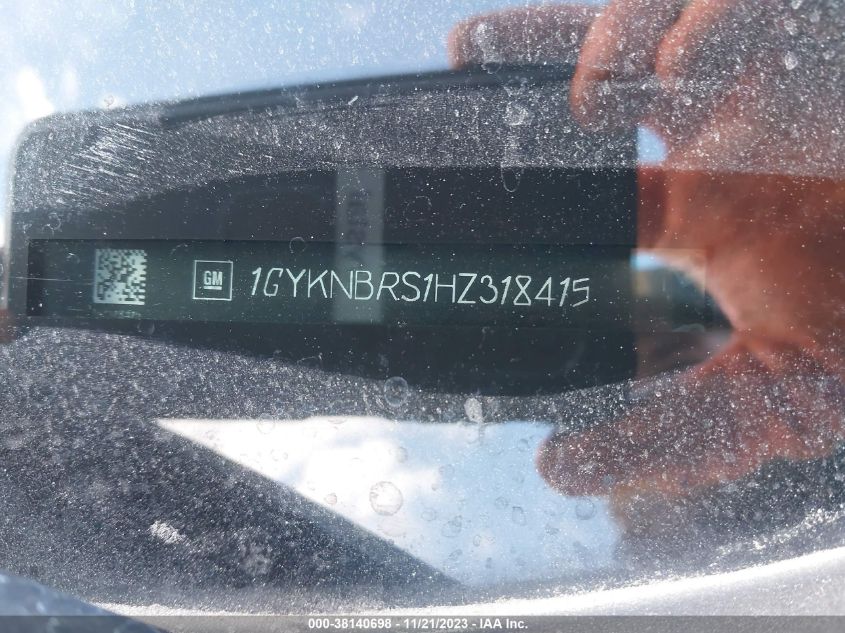 GM 1GYKNBRS1HZ318415
000-38140698 - 11/21/2023 - IAA Inc.